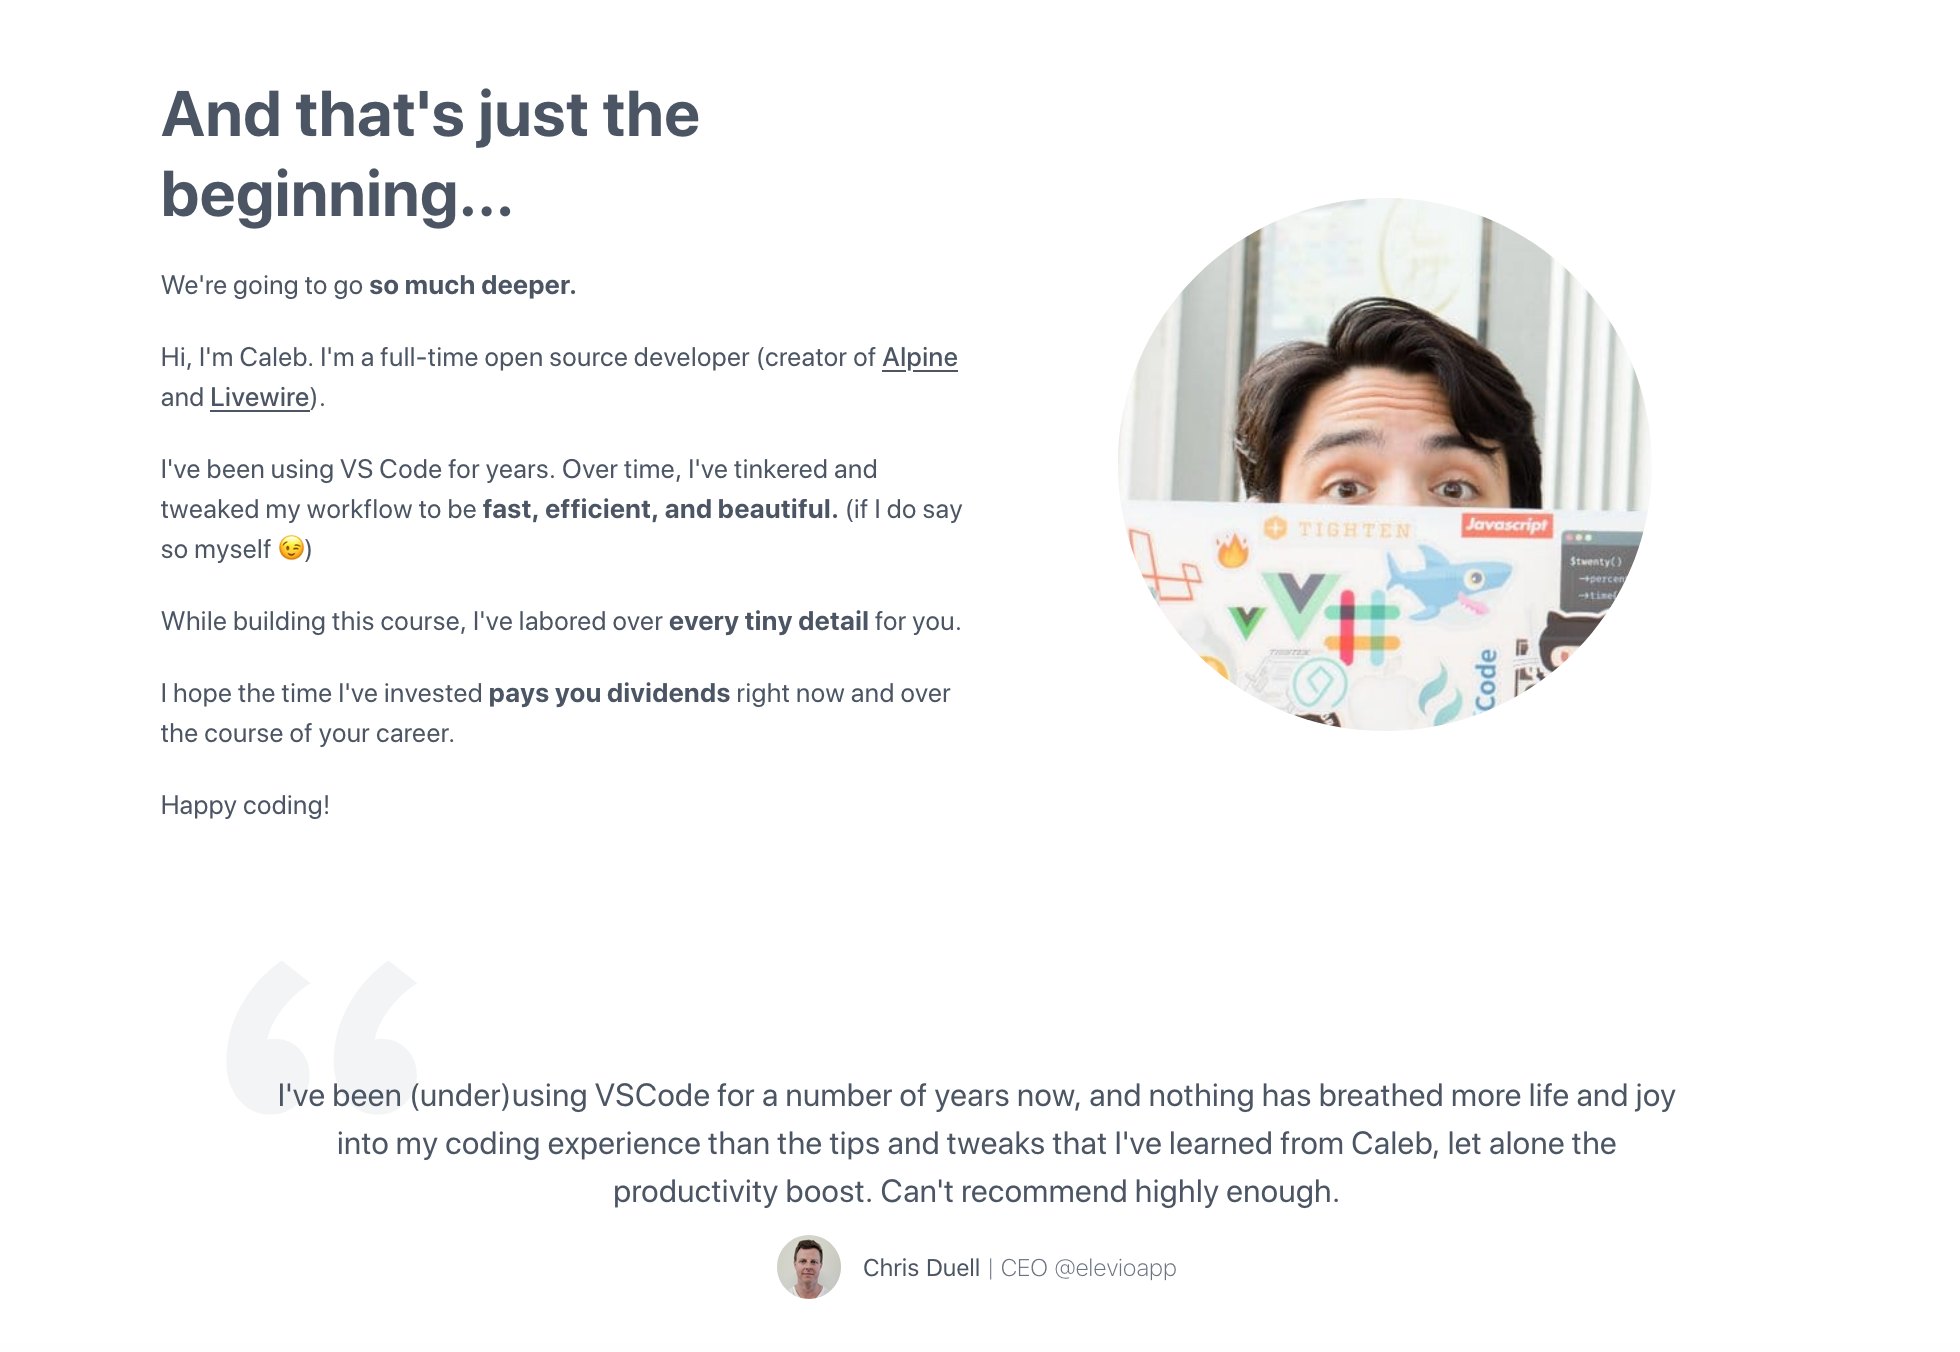 And that's just the
beginning...
We're going to go so much deeper.
Hi, I'm Caleb. I'm a full-time open source developer (creator of Alpine
and Livewire).
I've been using VS Code for years. Over time, I've tinkered and
tweaked my workflow to be fast, efficient, and beautiful. (if I do say
so myself 😉)
While building this course, I've labored over every tiny detail for you.
I hope the time I've invested pays you dividends right now and over
the course of your career.
Happy coding!
TIGHTEN
Javascript
$twenty()
→percen
→time(
TIGHTEN
Code
“
I've been (under)using VSCode for a number of years now, and nothing has breathed more life and joy
into my coding experience than the tips and tweaks that I've learned from Caleb, let alone the
productivity boost. Can't recommend highly enough.
Chris Duell | CEO @elevioapp